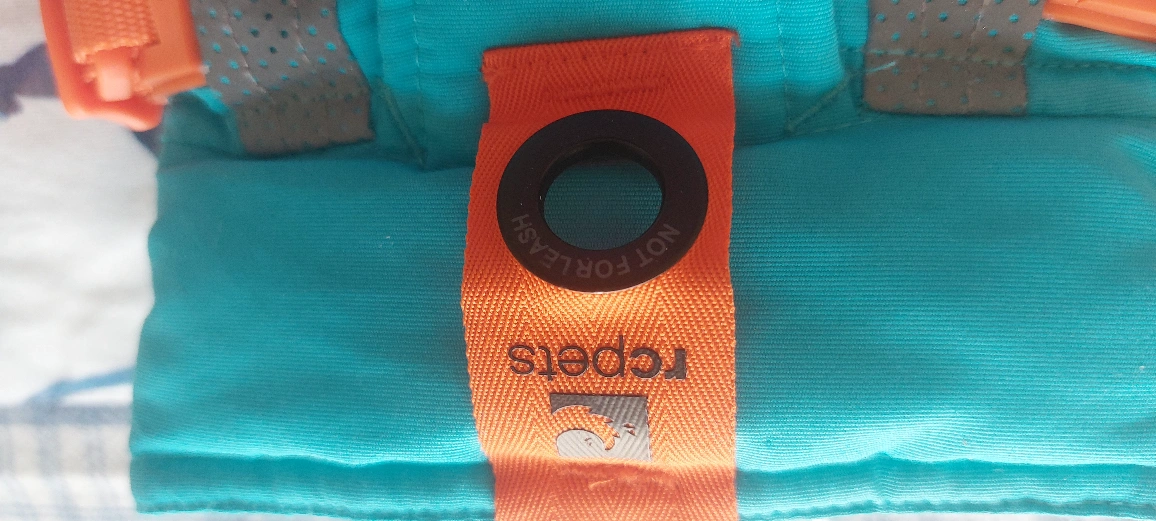 NOT FOR LEASH
rcpets